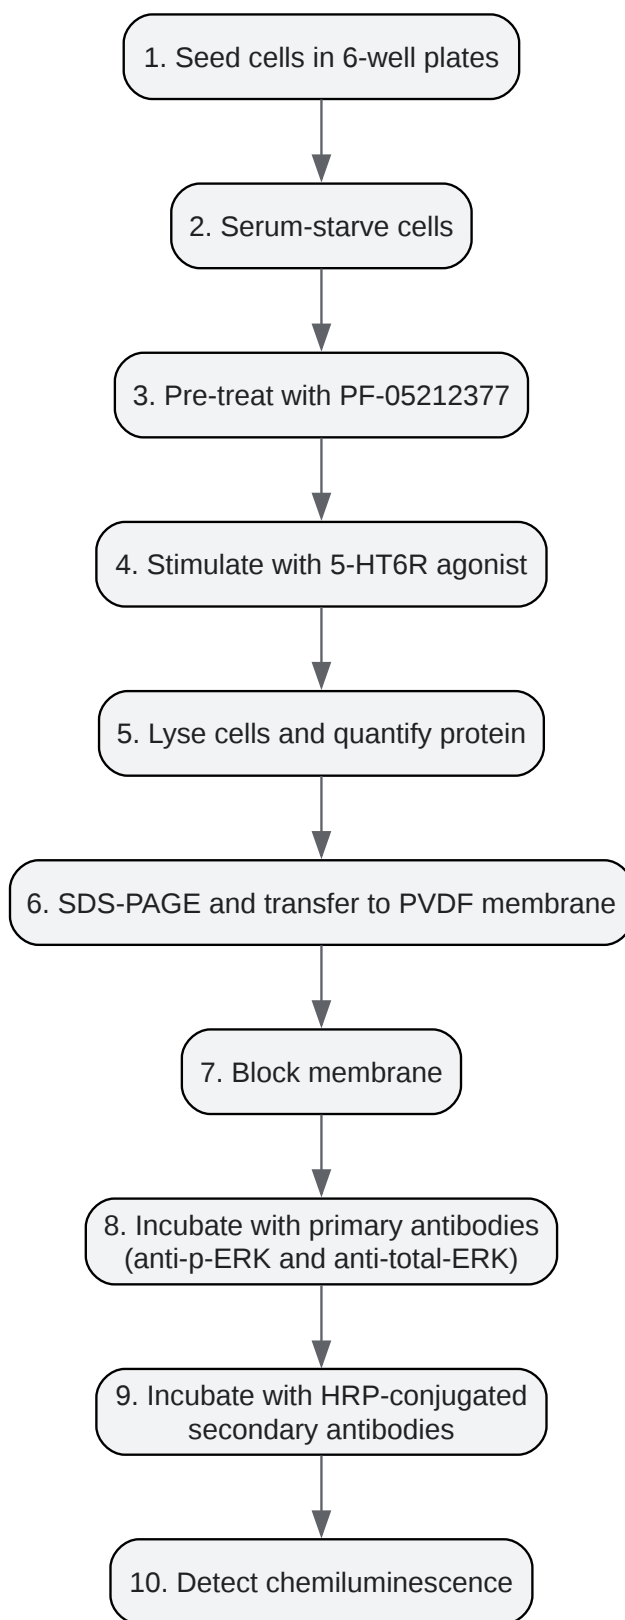 1. Seed cells in 6-well plates
2. Serum-starve cells
3. Pre-treat with PF-05212377
4. Stimulate with 5-HT6R agonist
5. Lyse cells and quantify protein
6. SDS-PAGE and transfer to PVDF membrane
7. Block membrane
8. Incubate with primary antibodies
(anti-p-ERK and anti-total-ERK)
9. Incubate with HRP-conjugated
secondary antibodies
10. Detect chemiluminescence